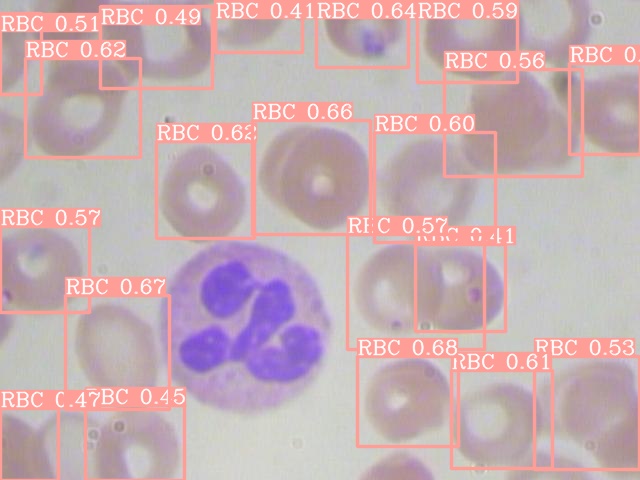 RBC 0.51
RBC 0.49
RBC 0.41
RBC 0.64
RBC 0.59
RBC 0.62
RBC 0.56
RBC 0.62
RBC 0.66
RBC 0.60
RBC 0.57
RBC 0.57
0.41
RBC 0.67
RBC 0.68
RBC 0.61
RBC 0.53
RBC 0.47
RBC 0.45